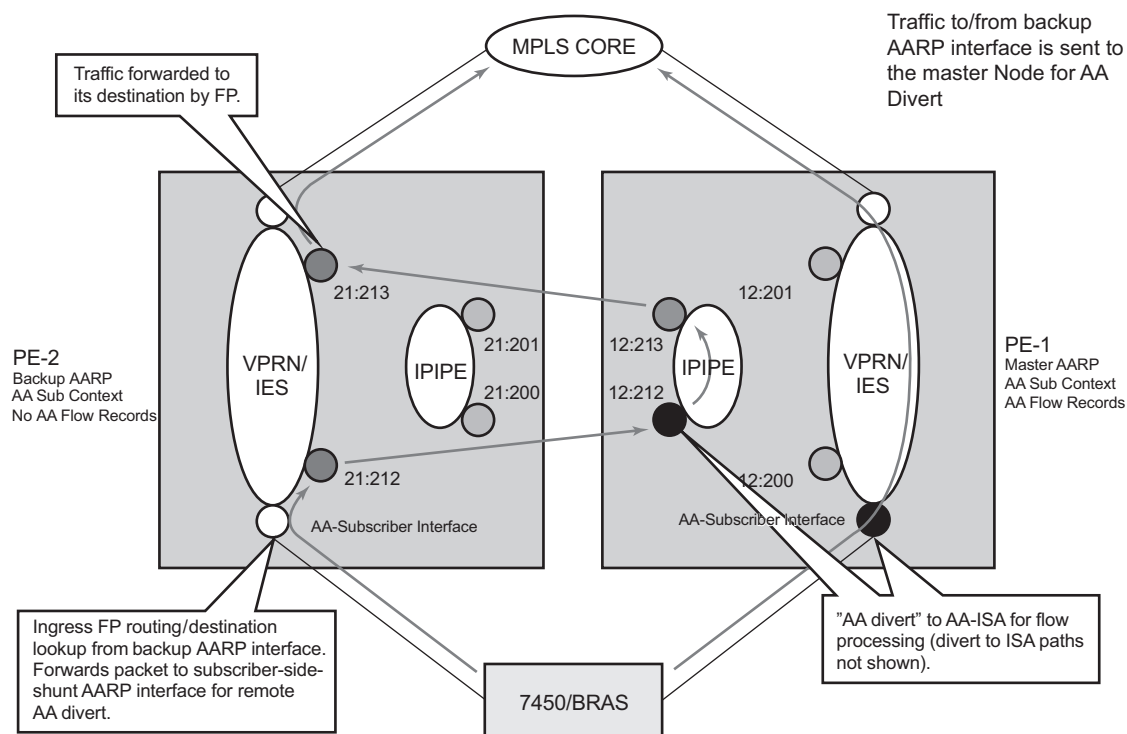 MPLS CORE
Traffic to/from backup
AARP interface is sent to
the master Node for AA
Divert
Traffic forwarded to
its destination by FP.
21:213
12:201
21:201
12:213
PE-2
Backup AARP
AA Sub Context
No AA Flow Records
VPRN/
IES
IPIPE
IPIPE
VPRN/
IES
PE-1
Master AARP
AA Sub Context
AA Flow Records
21:200
12:212
21:212
12:200
AA-Subscriber Interface
AA-Subscriber Interface
Ingress FP routing/destination
lookup from backup AARP interface.
Forwards packet to subscriber-side-
shunt AARP interface for remote
AA divert.
"AA divert" to AA-ISA for flow
processing (divert to ISA paths
not shown).
7450/BRAS